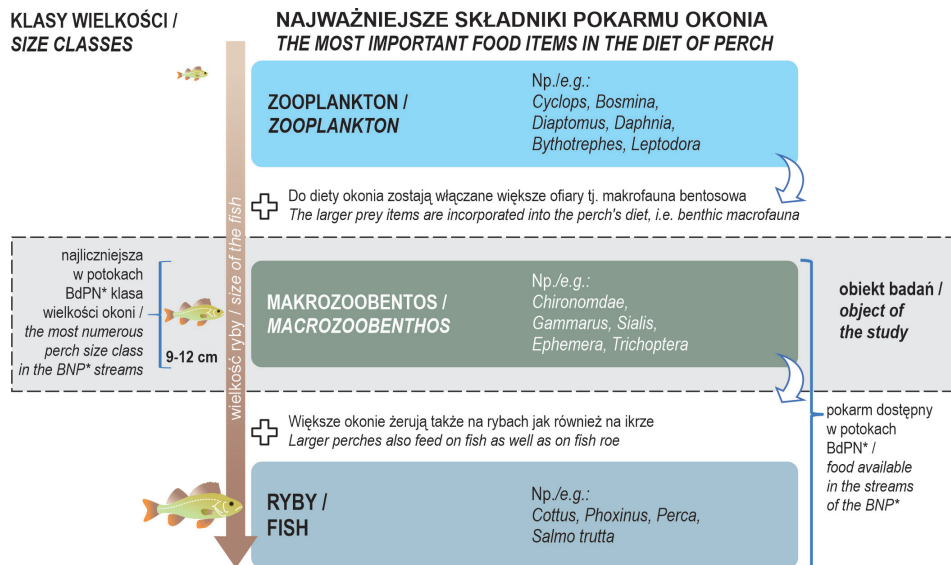 KLASY WIELKOŚCI /
SIZE CLASSES
NAJWAŻNIEJSZE SKŁADNIKI POKARMU OKONIA
THE MOST IMPORTANT FOOD ITEMS IN THE DIET OF PERCH
ZOOPLANKTON /
ZOOPLANKTON
Np./e.g.:
Cyclops, Bosmina,
Diaptomus, Daphnia,
Bythotrephes, Leptodora
Do diety okonia zostają włączane większe ofiary tj. makrofauna bentosowa
The larger prey items are incorporated into the perch's diet, i.e. benthic macrofauna
wielkość ryby / size of the fish
najliczniejsza
w potokach
BdPN* klasa
wielkości okoni /
the most numerous
perch size class
in the BNP* streams
9-12 cm
MAKROZOOBENTOS /
MACROZOOBENTHOS
Np./e.g.:
Chironomdae,
Gammarus, Sialis,
Ephemera, Trichoptera
obiekt badań /
object of
the study
Większe okonie żerują także na rybach jak również na ikrze
Larger perches also feed on fish as well as on fish roe
pokarm dostępny
w potokach
BdPN* /
food available
in the streams
of the BNP*
RYBY /
FISH
Np./e.g.:
Cottus, Phoxinus, Perca,
Salmo trutta